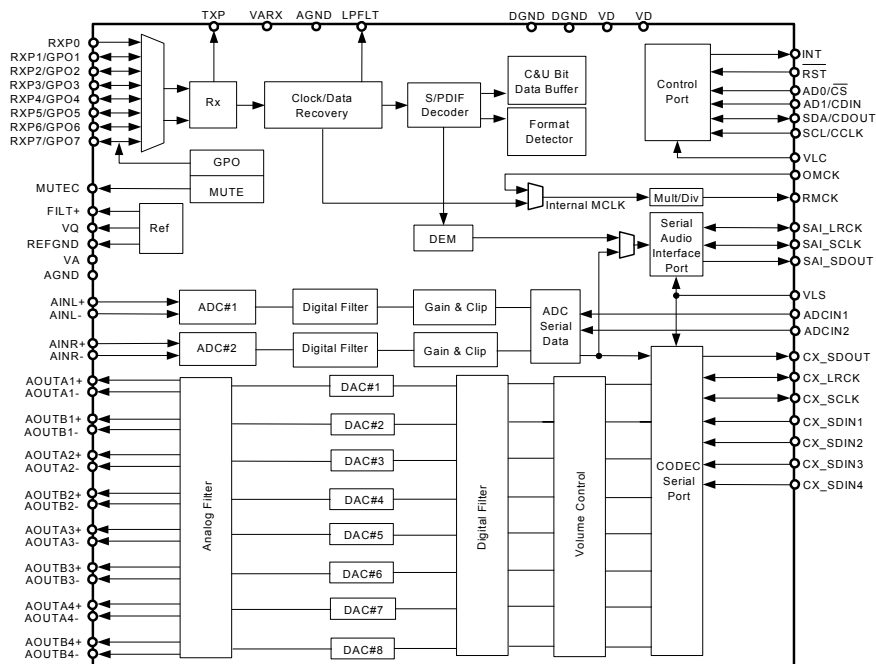 TXP VARX AGND LPFLT DGND DGND VD VD
RXP0
RXP1/GPO1
RXP2/GPO2
RXP3/GPO3
RXP4/GPO4
RXP5/GPO5
RXP6/GPO6
RXP7/GPO7
MUTEC
FILT+
VQ
REFGND
VA
AGND
AINL+
AINL-
AINR+
AINR-
AOUTA1+
AOUTA1-
AOUTB1+
AOUTB1-
AOUTA2+
AOUTA2-
AOUTB2+
AOUTB2-
AOUTA3+
AOUTA3-
AOUTB3+
AOUTB3-
AOUTA4+
AOUTA4-
AOUTB4+
AOUTB4-
Rx
Clock/Data
Recovery
S/PDIF
Decoder
C&U Bit
Data Buffer
Format
Detector
Control
Port
GPO
MUTE
Ref
Internal MCLK
Mult/Div
DEM
Serial
Audio
Interface
Port
ADC#1
Digital Filter
Gain & Clip
ADC
Serial
Data
ADC#2
Digital Filter
Gain & Clip
Analog Filter
DAC#1
DAC#2
DAC#3
DAC#4
DAC#5
DAC#6
DAC#7
DAC#8
Digital Filter
Volume Control
CODEC
Serial
Port
INT
RST
AD0/CS
AD1/CDIN
SDA/CDOUT
SCL/CCLK
VLC
OMCK
RMCK
SAI_LRCK
SAI_SCLK
SAI_SDOUT
VLS
ADCIN1
ADCIN2
CX_SDOUT
CX_LRCK
CX_SCLK
CX_SDIN1
CX_SDIN2
CX_SDIN3
CX_SDIN4